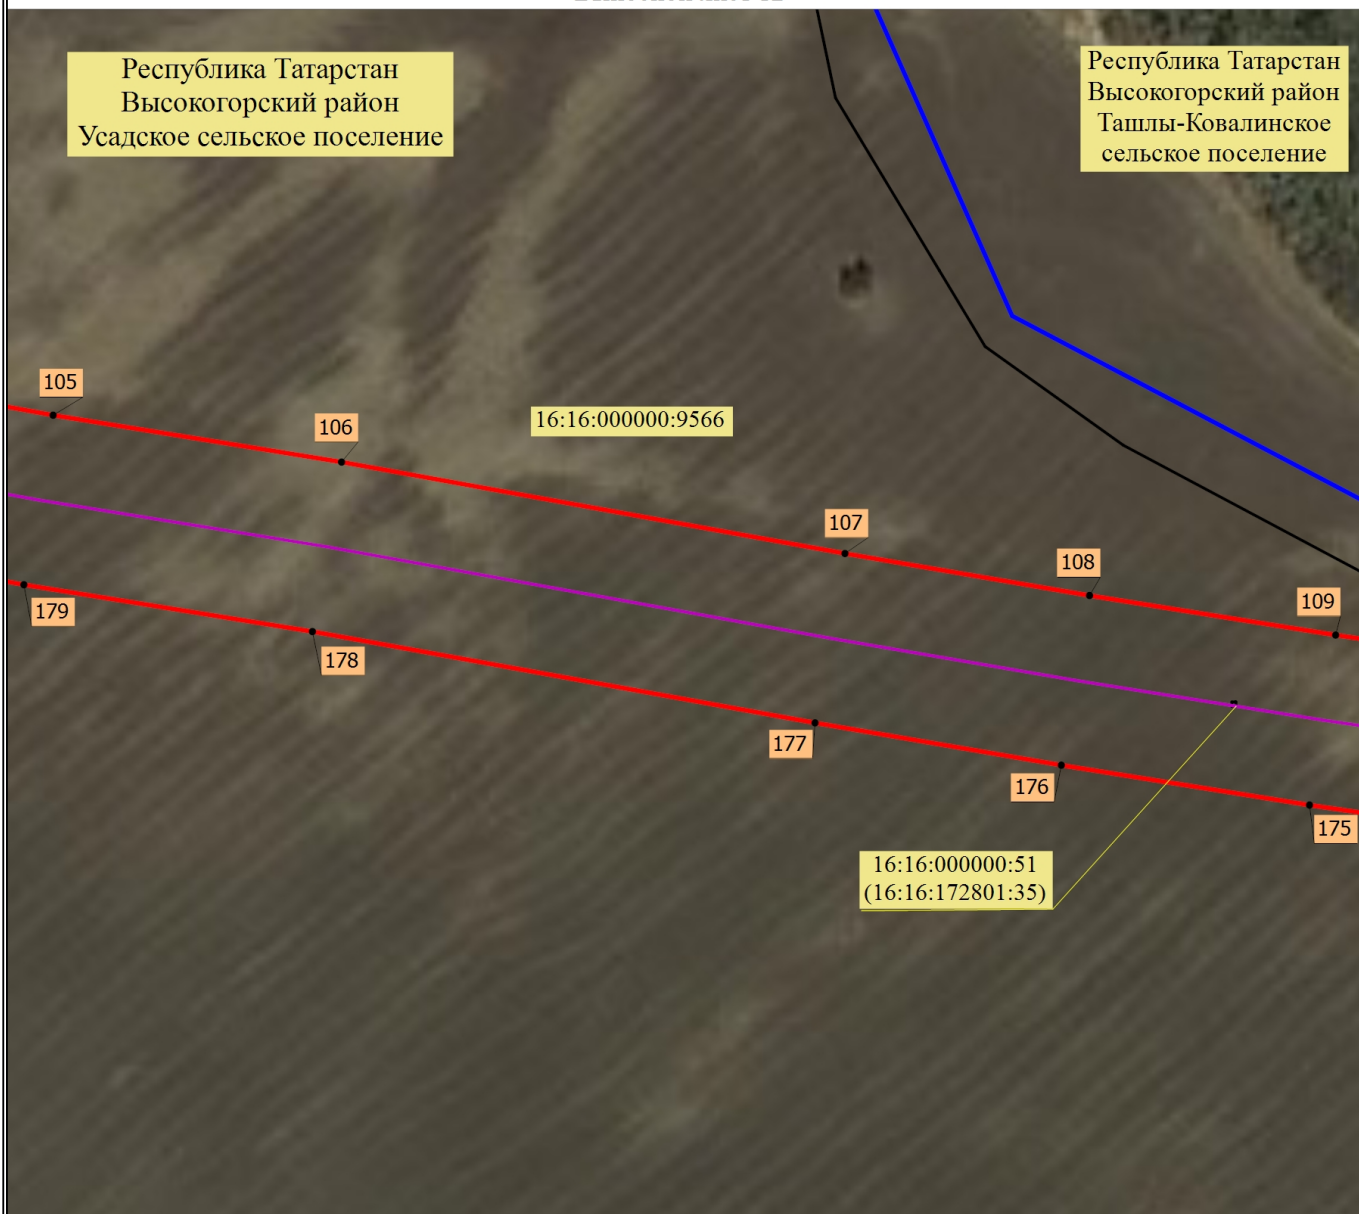 Республика Татарстан
Высокогорский район
Усадское сельское поселение
Республика Татарстан
Высокогорский район
Ташлы-Ковалинское
сельское поселение
105
106
16:16:000000:9566
107
108
109
179
178
177
176
175
16:16:000000:51
(16:16:172801:35)